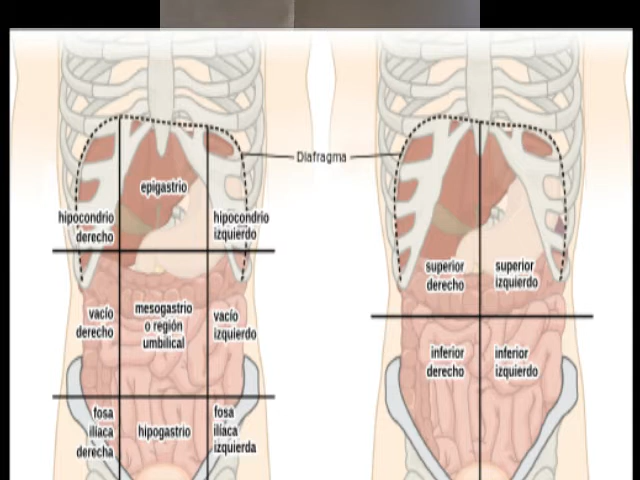 Diafragma
epigastrio
hipocondrio
derecho
hipocondrio
izquierdo
vacío
derecho
mesogastrio
o región
umbilical
vacío
izquierdo
fosa
ilíaca
derecha
hipogastrio
fosa
ilíaca
izquierda
superior
derecho
superior
izquierdo
inferior
derecho
inferior
izquierdo